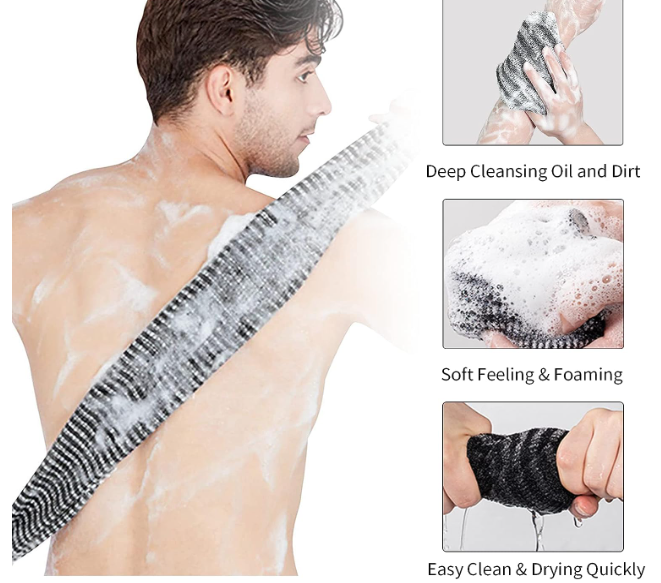 Deep Cleansing Oil and Dirt
Soft Feeling & Foaming
Easy Clean & Drying Quickly